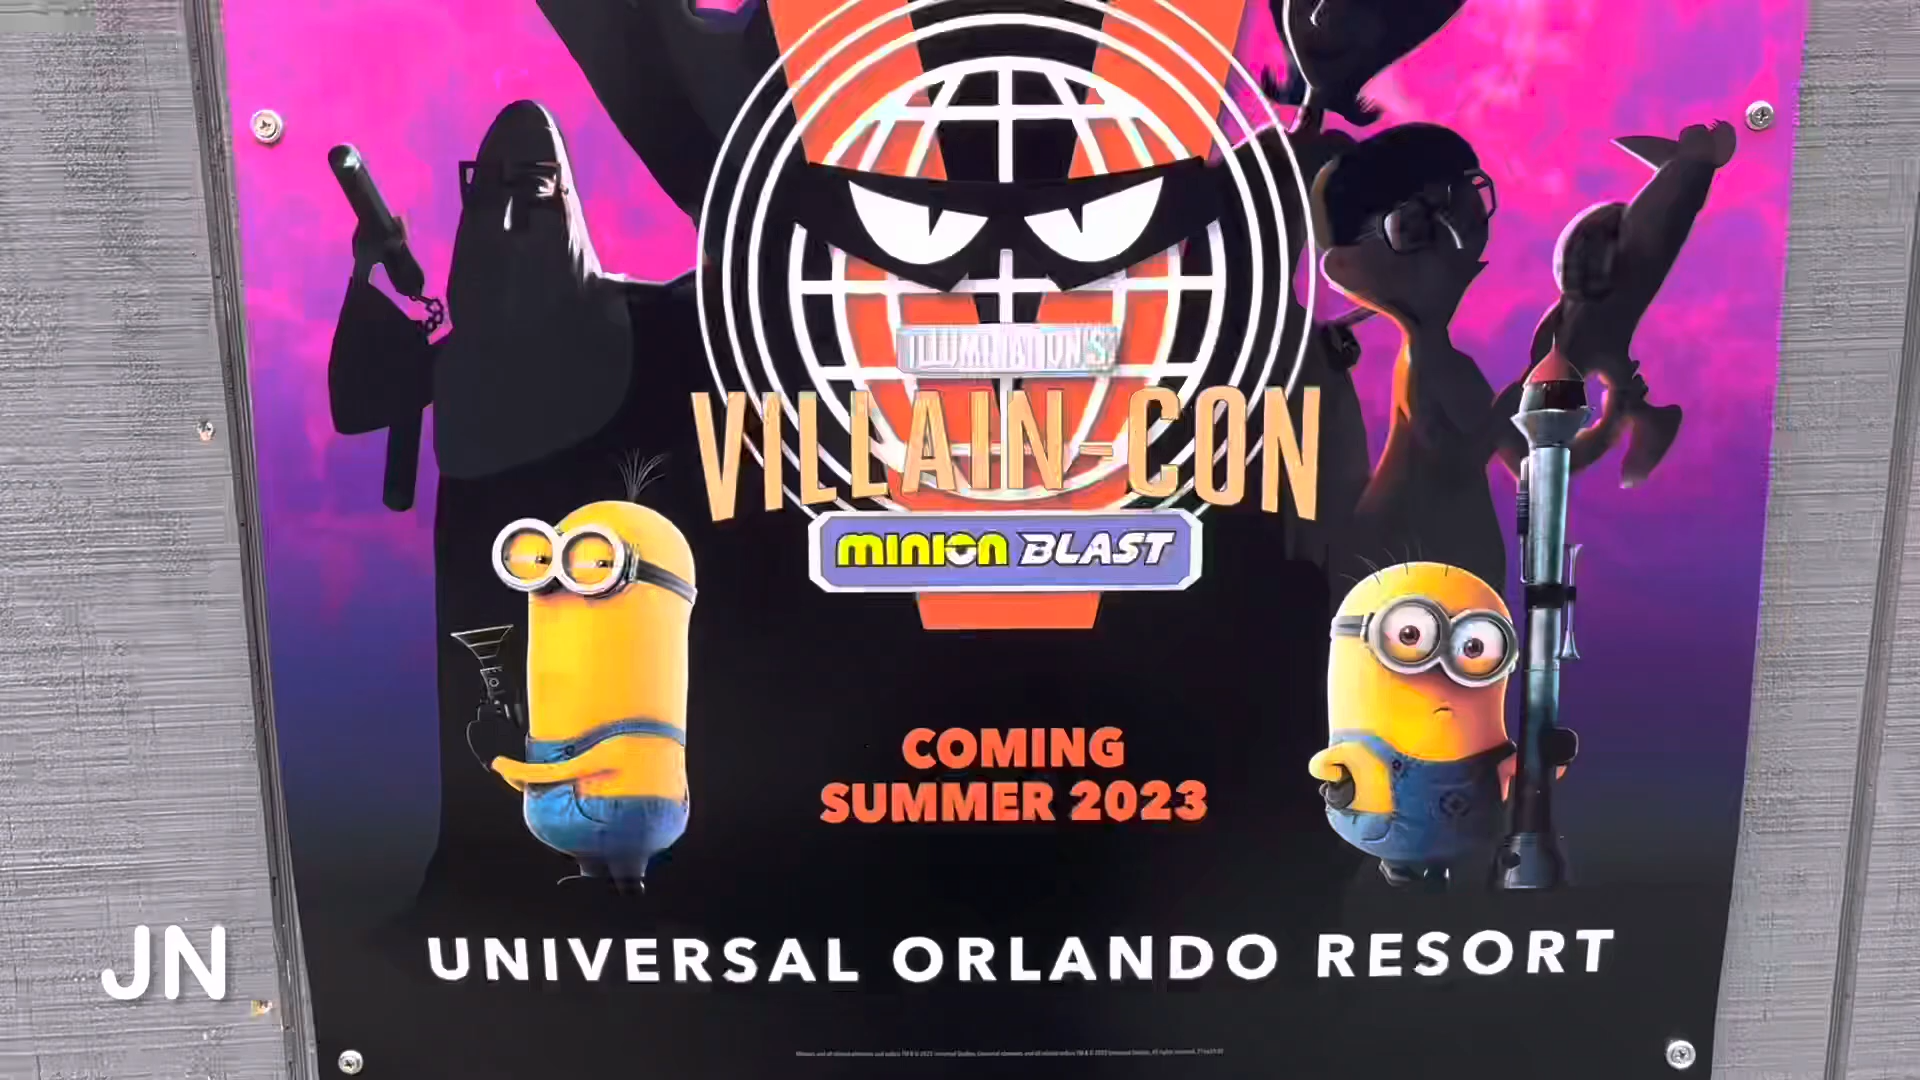 ILLUMINATION'S
VILLAIN-CON
MINION BLAST
COMING
SUMMER 2023
UNIVERSAL ORLANDO RESORT
JN